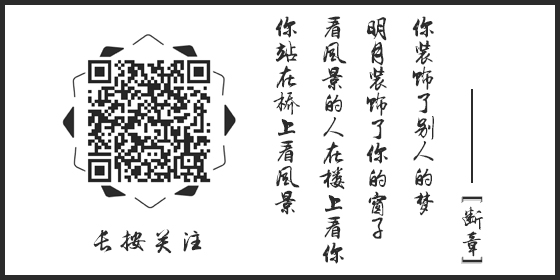 你站在桥上看风景
看风景的人在楼上看你
明月装饰了你的窗子
你装饰了别人的梦
【断章】
长按关注